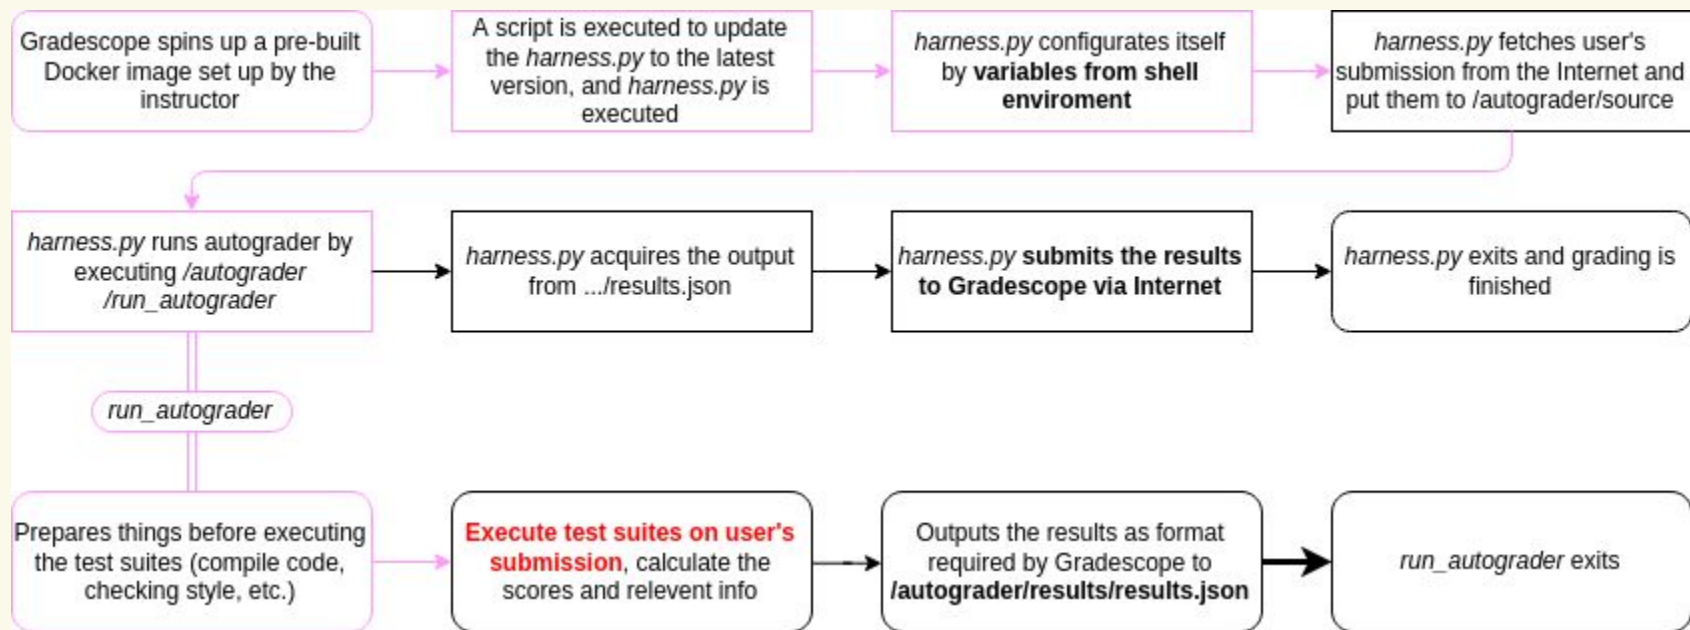 Gradescope spins up a pre-built
Docker image set up by the
instructor
A script is executed to update
the harness.py to the latest
version, and harness.py is
executed
harness.py configurates itself
by variables from shell
enviroment
harness.py fetches user's
submission from the Internet and
put them to /autograder/source
harness.py runs autograder by
executing /autograder
/run_autograder
harness.py acquires the output
from .../results.json
harness.py submits the results
to Gradescope via Internet
harness.py exits and grading is
finished
run_autograder
Prepares things before executing
the test suites (compile code,
checking style, etc.)
Execute test suites on user's
submission, calculate the
scores and relevent info
Outputs the results as format
required by Gradescope to
/autograder/results/results.json
run_autograder exits